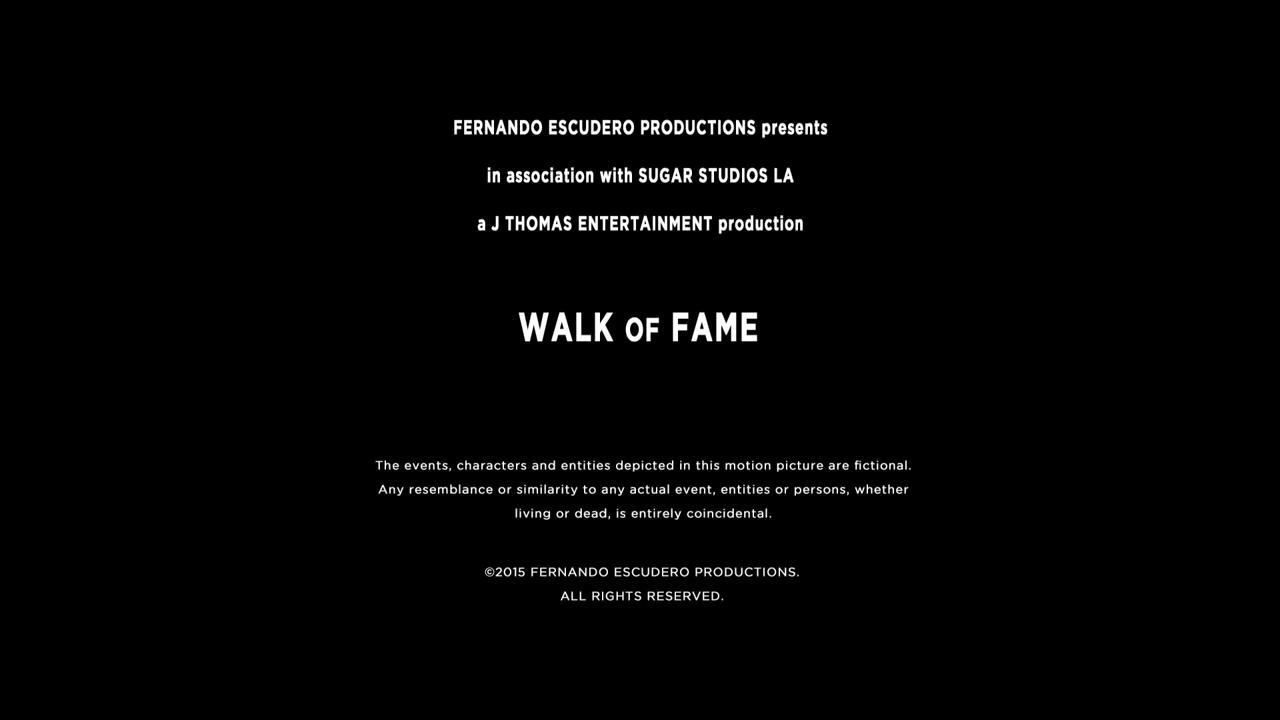 FERNANDO ESCUDERO PRODUCTIONS presents
in association with SUGAR STUDIOS LA
a J THOMAS ENTERTAINMENT production
WALK OF FAME
The events, characters and entities depicted in this motion picture are fictional.
Any resemblance or similarity to any actual event, entities or persons, whether
living or dead, is entirely coincidental.
©2015 FERNANDO ESCUDERO PRODUCTIONS.
ALL RIGHTS RESERVED.